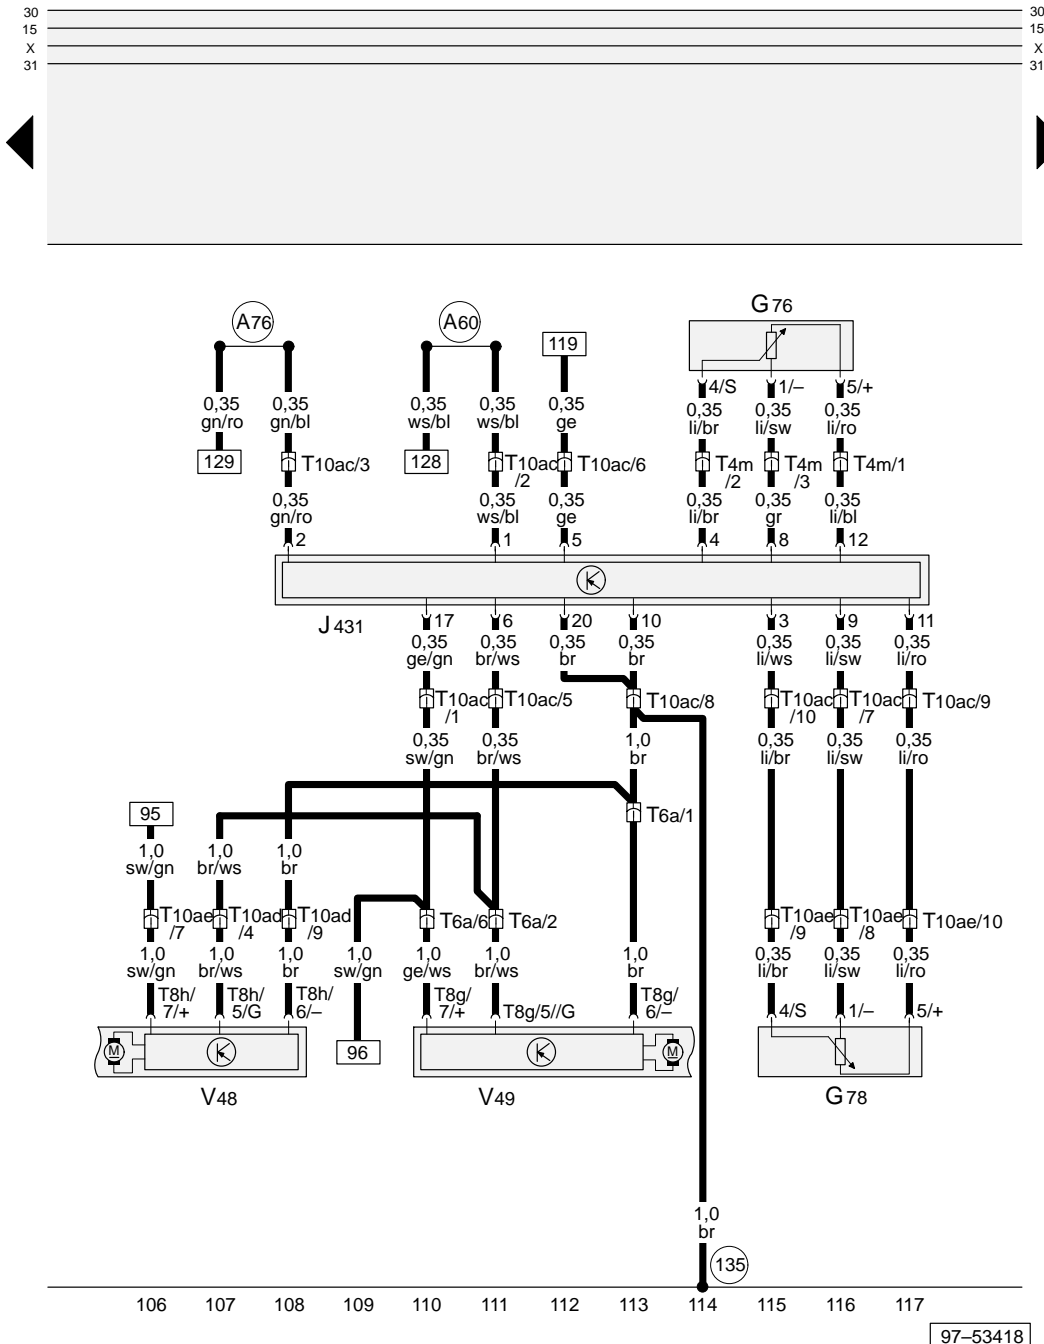 30 30
15 15
X X
31 31
G76
A76 A60
119
4/S 1/– 5/+
0,35 0,35 0,35 0,35 0,35 0,35 0,35 0,35
gn/ro gn/bl ws/bl ws/bl ge li/br li/sw li/ro
129 T10ac/3 128 T10ac/2 T10ac/6 T4m/2 T4m/3 T4m/1
0,35 0,35 0,35 0,35 0,35 0,35
gn/ro ws/bl ge li/br gr li/bl
2 1 5 4 8 12
J431
17 6 20 10 3 9 11
0,35 0,35 0,35 0,35 0,35 0,35 0,35
ge/gn br/ws br br li/ws li/sw li/ro
T10ac/1 T10ac/5 T10ac/8 T10ac/10 T10ac/7 T10ac/9
0,35 0,35 1,0 0,35 0,35 0,35
sw/gn br/ws br li/br li/sw li/ro
95 T6a/1
1,0 1,0 1,0
sw/gn br/ws br
T10ae/7 T10ad/4 T10ad/9 T6a/6 T6a/2 T10ae/9 T10ae/8 T10ae/10
1,0 1,0 1,0 1,0 1,0 1,0 1,0 0,35 0,35 0,35
sw/gn br/ws br sw/gn ge/ws br/ws br li/br li/sw li/ro
T8h/7/+ T8h/5/G T8h/6/– T8g/7/+ T8g/5//G T8g/6/– 4/S 1/– 5/+
M 96 M
V48 V49 G78
1,0
br
135
106 107 108 109 110 111 112 113 114 115 116 117
97–53418